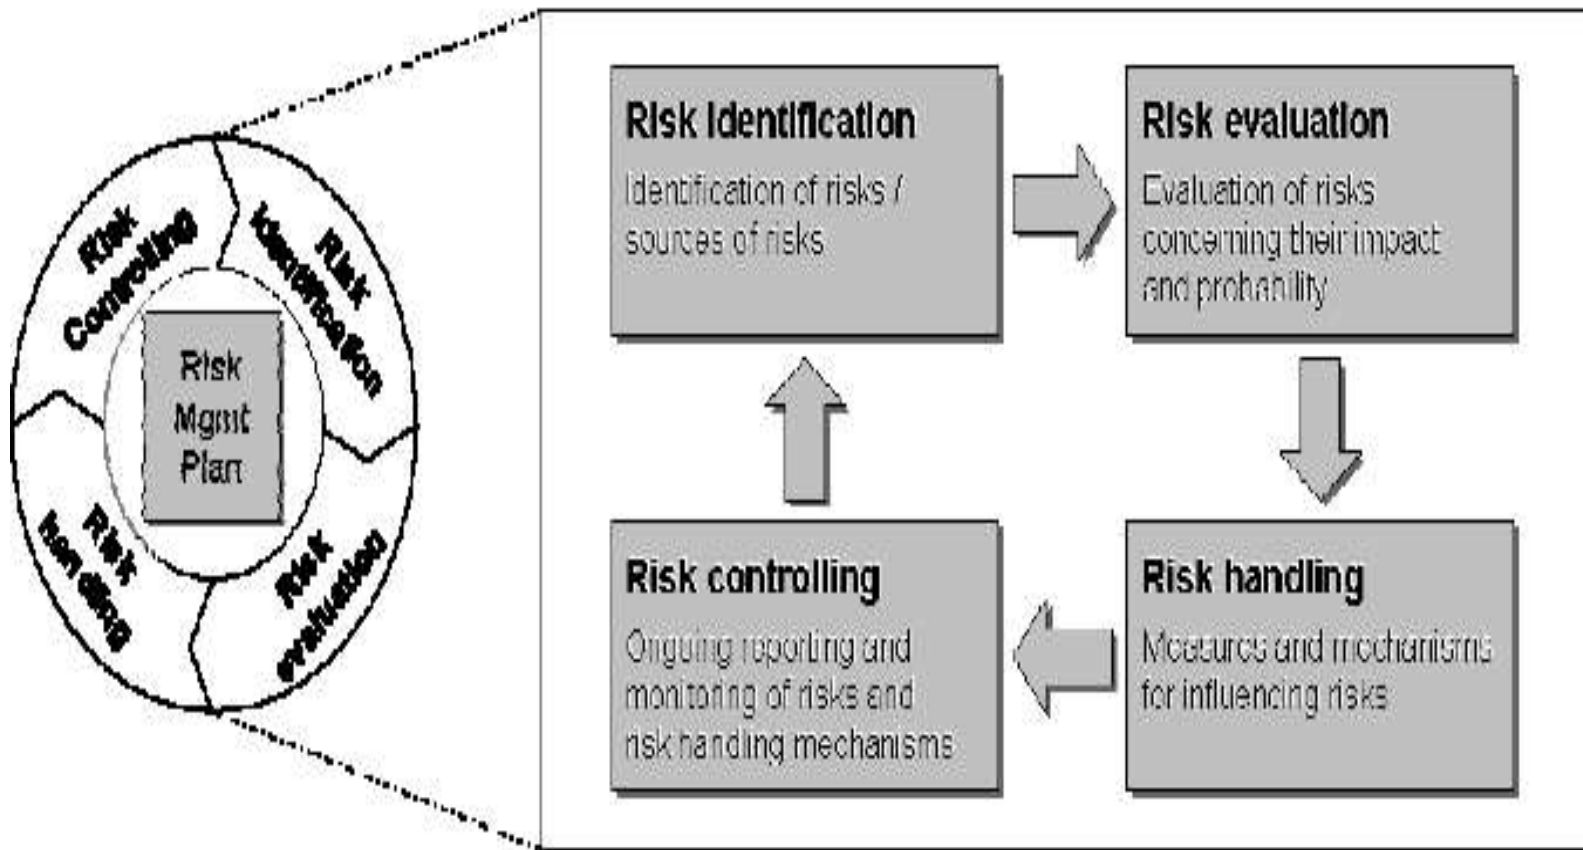 Risk
Controlling
Risk
Identification
Risk
Mgmt
Plan
Risk
handling
Risk
evaluation
Risk identification
Identification of risks /
sources of risks
Risk evaluation
Evaluation of risks
concerning their impact
and probability
Risk controlling
Ongoing reporting and
monitoring of risks and
risk handling mechanisms
Risk handling
Measures and mechanisms
for influencing risks